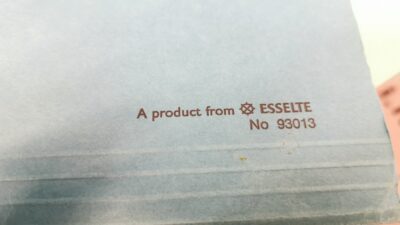 A product from ESSELTE
No 93013